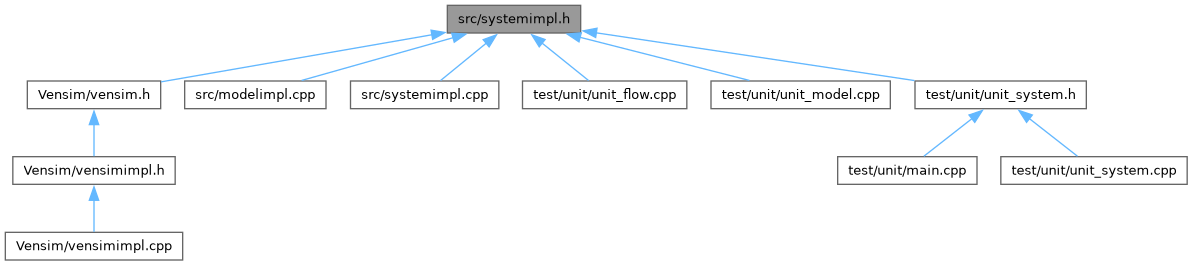 src/systemimpl.h
Vensim/vensim.h
src/modelimpl.cpp
src/systemimpl.cpp
test/unit/unit_flow.cpp
test/unit/unit_model.cpp
test/unit/unit_system.h
Vensim/vensimimpl.h
test/unit/main.cpp
test/unit/unit_system.cpp
Vensim/vensimimpl.cpp